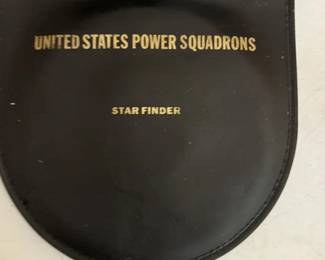 UNITED STATES POWER SQUADRONS
STAR FINDER